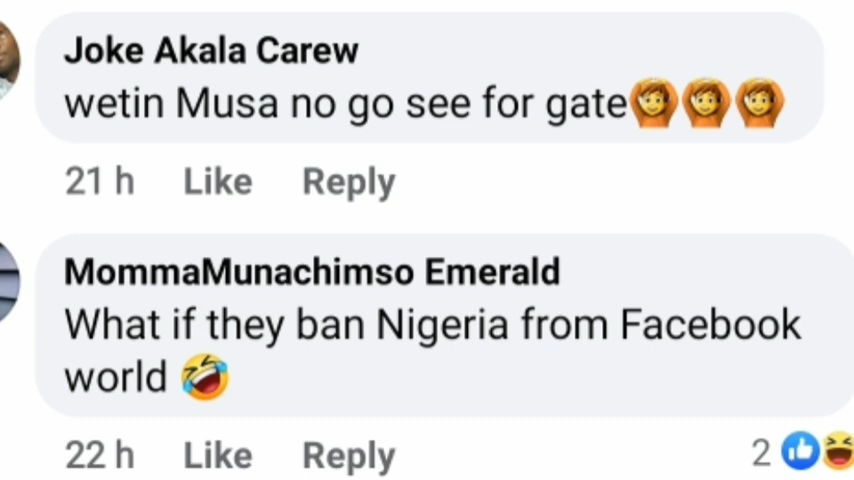 Joke Akala Carew
wetin Musa no go see for gate🙆🙆🙆
21 h Like Reply
MommaMunachimso Emerald
What if they ban Nigeria from Facebook
world 🤣
22 h Like Reply 2